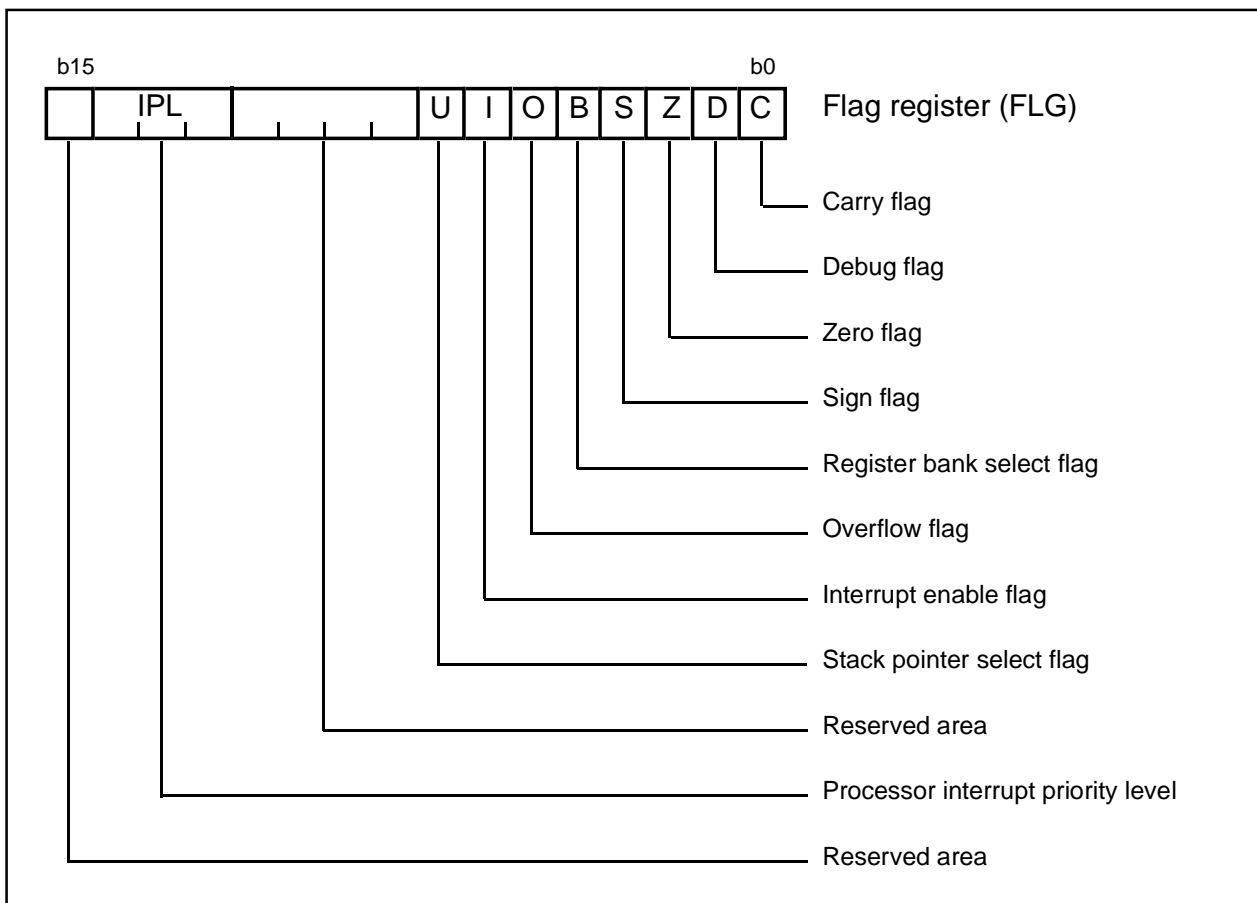 b15 b0
IPL U I O B S Z D C Flag register (FLG)
Carry flag
Debug flag
Zero flag
Sign flag
Register bank select flag
Overflow flag
Interrupt enable flag
Stack pointer select flag
Reserved area
Processor interrupt priority level
Reserved area